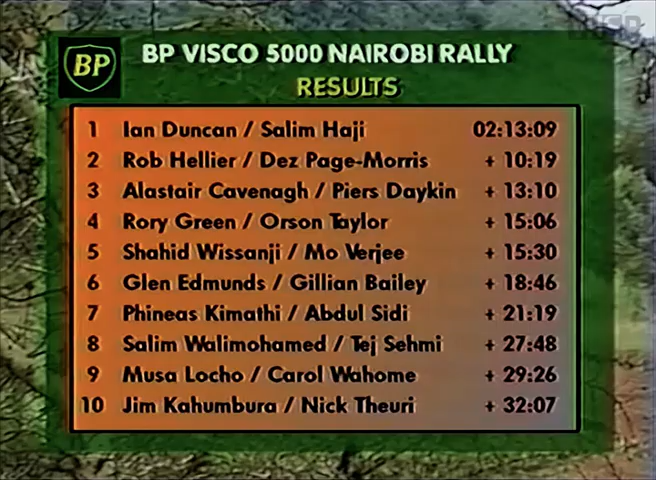 BP
BP VISCO 5000 NAIROBI RALLY
RESULTS
1 Ian Duncan / Salim Haji 02:13:09
2 Rob Hellier / Dez Page-Morris + 10:19
3 Alastair Cavenagh / Piers Daykin + 13:10
4 Rory Green / Orson Taylor + 15:06
5 Shahid Wissanji / Mo Verjee + 15:30
6 Glen Edmunds / Gillian Bailey + 18:46
7 Phineas Kimathi / Abdul Sidi + 21:19
8 Salim Walimohamed / Tej Sehmi + 27:48
9 Musa Locho / Carol Wahome + 29:26
10 Jim Kahumbura / Nick Theuri + 32:07